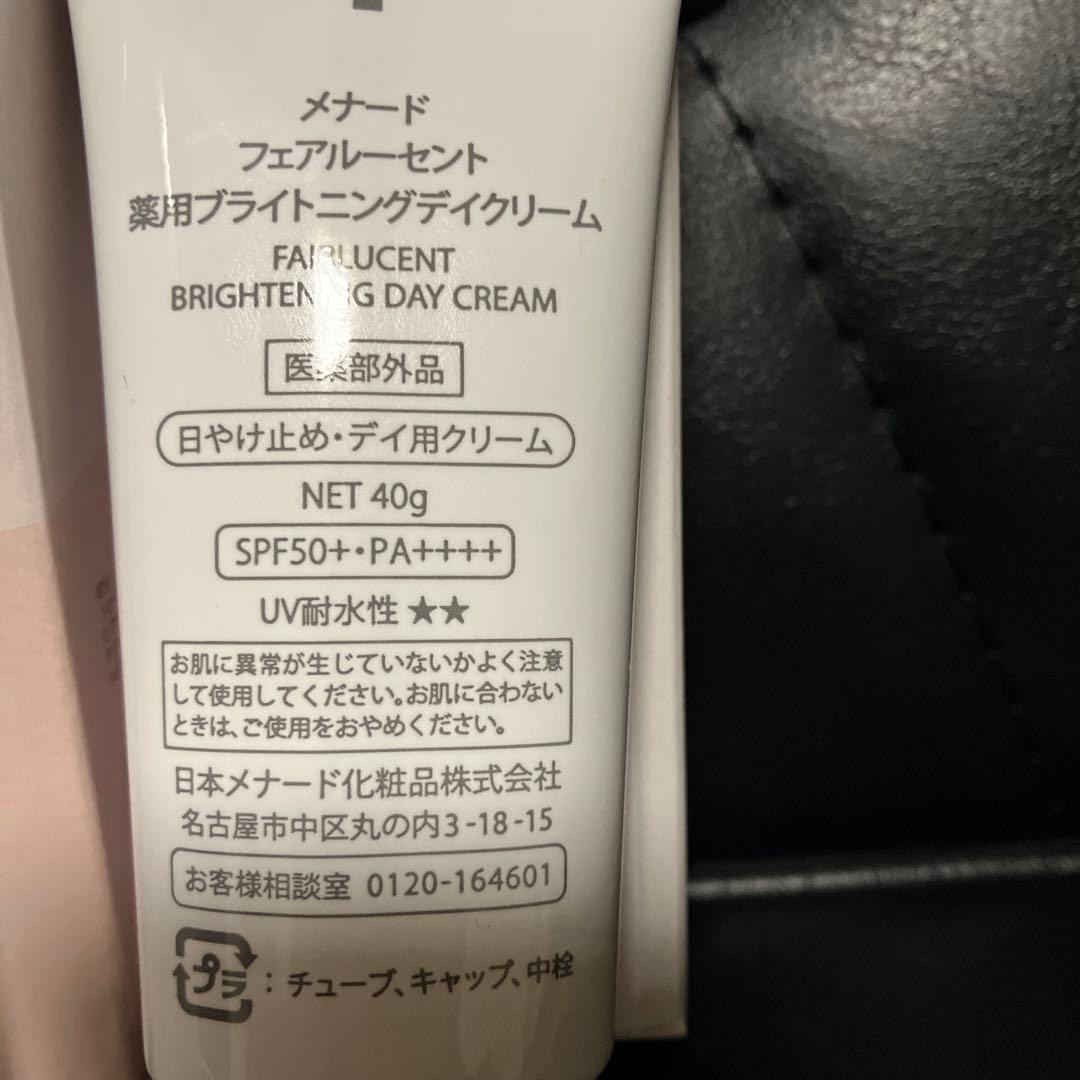 メナード
フェアルーセント
薬用ブライトニングデイクリーム
FAIRLUCENT
BRIGHTENING DAY CREAM
医薬部外品
日やけ止め・デイ用クリーム
NET 40g
SPF50+・PA++++
UV耐水性 ★★
お肌に異常が生じていないかよく注意
して使用してください。お肌に合わない
ときは、ご使用をおやめください。
日本メナード化粧品株式会社
名古屋市中区丸の内3-18-15
お客様相談室 0120-164601
プラ : チューブ、キャップ、中栓